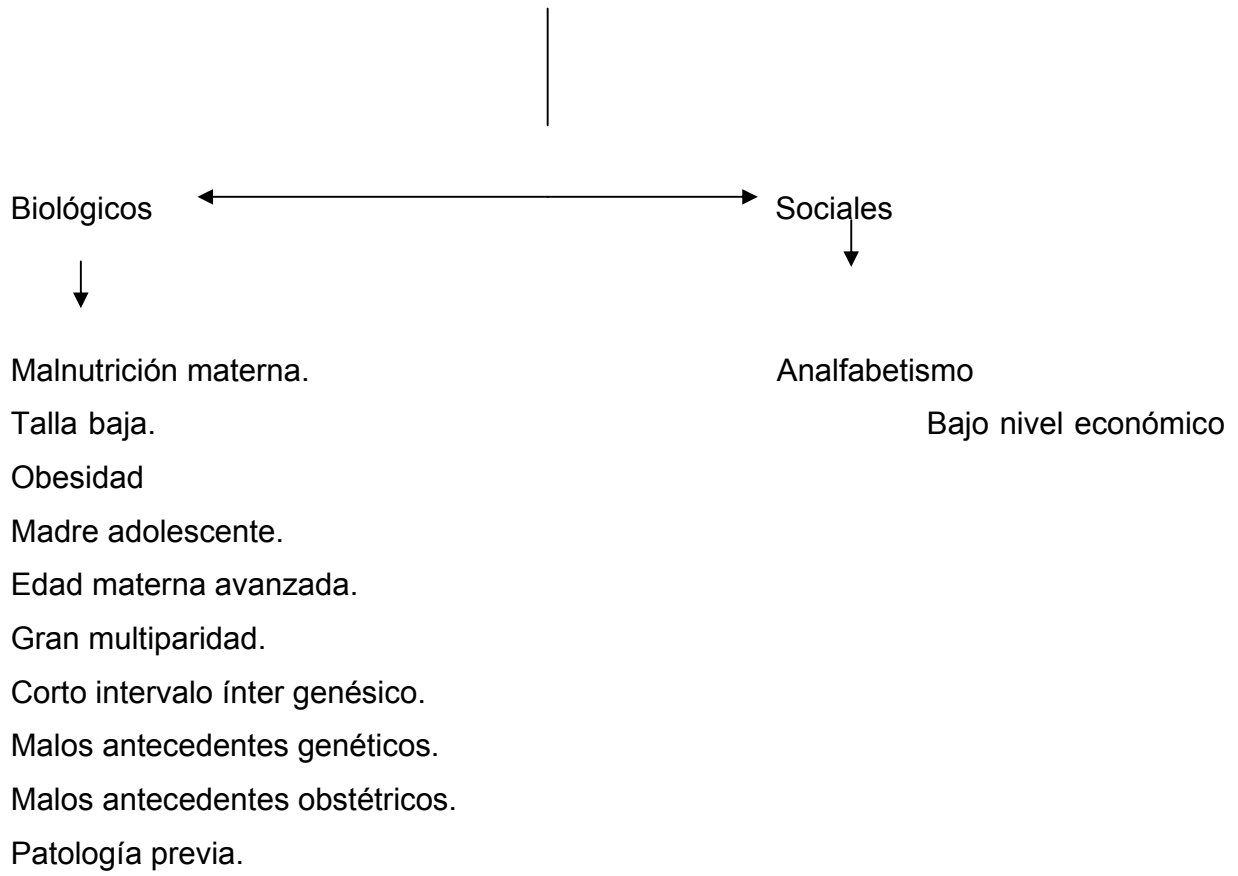 Biológicos Sociales
Malnutrición materna. Analfabetismo
Talla baja. Bajo nivel económico
Obesidad
Madre adolescente.
Edad materna avanzada.
Gran multiparidad.
Corto intervalo ínter genésico.
Malos antecedentes genéticos.
Malos antecedentes obstétricos.
Patología previa.